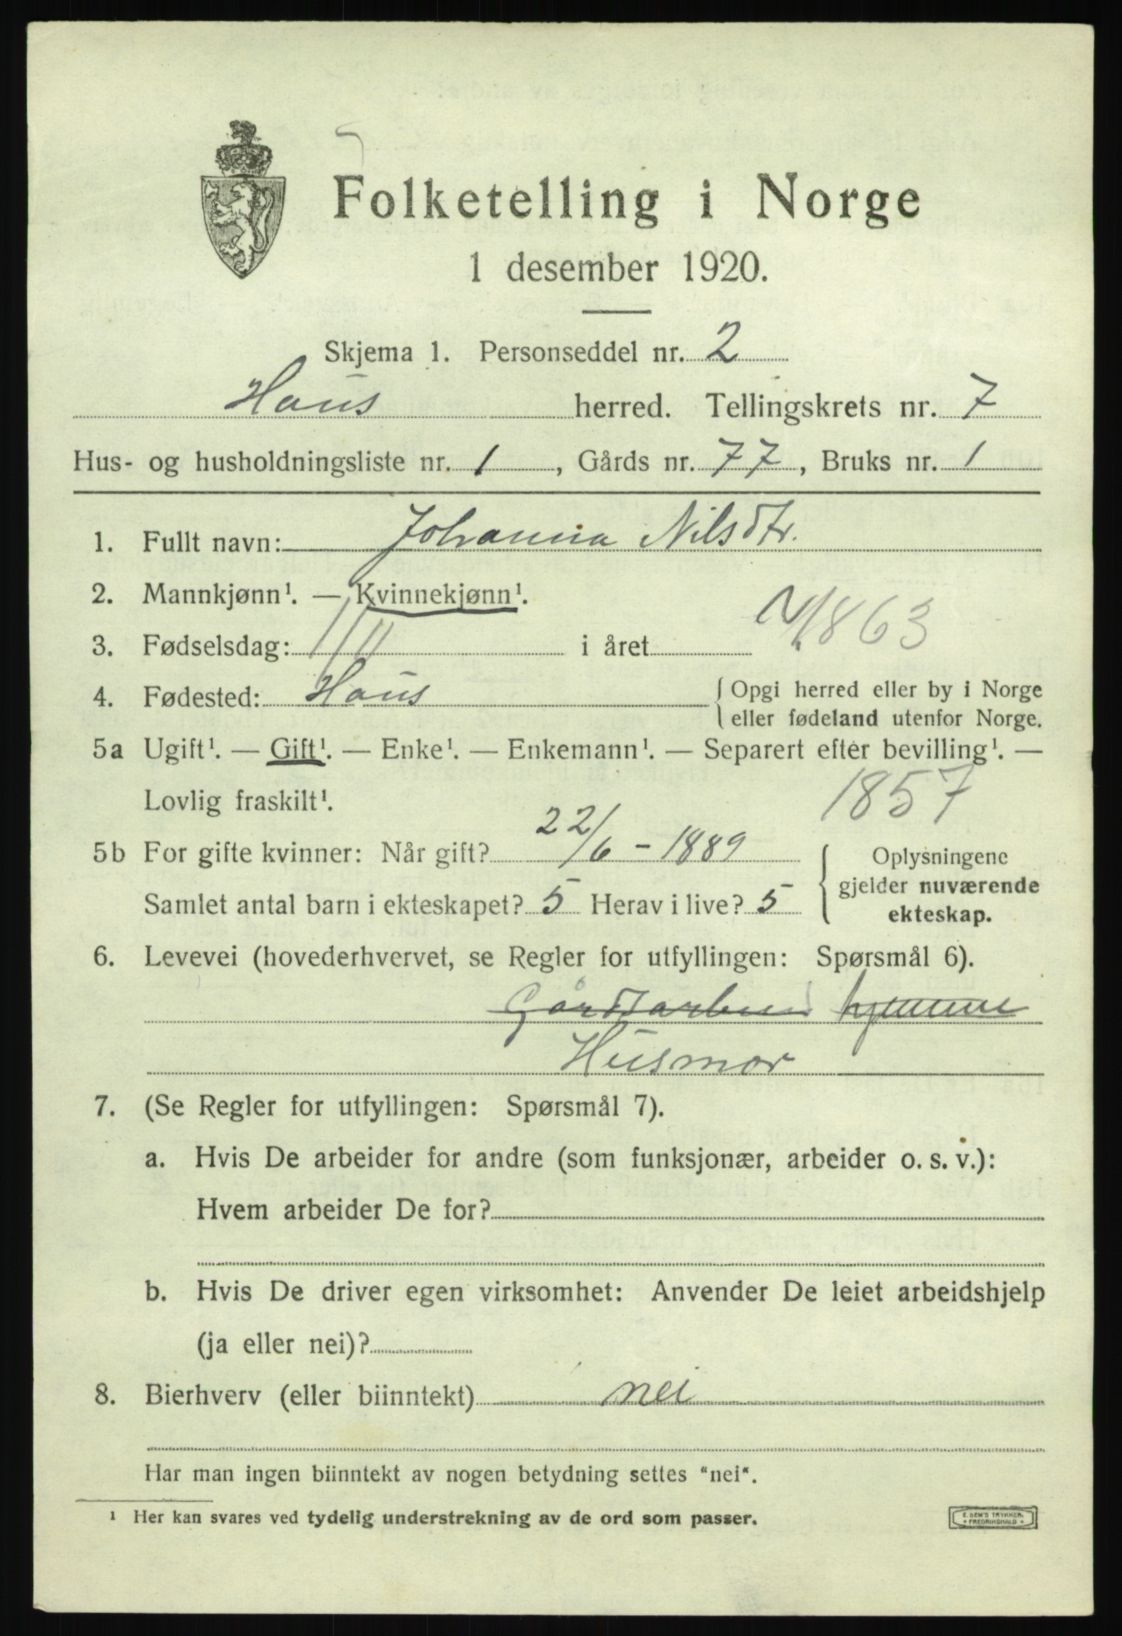 Folketelling i Norge
1 desember 1920.
Skjema 1. Personseddel nr. 2
Haus herred. Tellingskrets nr. 7
Hus- og husholdningsliste nr. 1, Gårds nr. 77, Bruks nr. 1
1. Fullt navn: Johanna Nilsdtr.
2. Mannkjønn¹. — Kvinnekjønn¹.
3. Fødselsdag: 1/11 i året 1863
4. Fødested: Haus { Opgi herred eller by i Norge
eller fødeland utenfor Norge.
5a Ugift¹. — Gift¹. — Enke¹. — Enkemann¹. — Separert efter bevilling¹. —
Lovlig fraskilt¹. 1857
5b For gifte kvinner: Når gift? 22/6 - 1889
Samlet antal barn i ekteskapet? 5 Herav i live? 5
{ Oplysningene
gjelder nuværende
ekteskap.
6. Levevei (hovederhvervet, se Regler for utfyllingen: Spørsmål 6).
hjemme
Husmor
7. (Se Regler for utfyllingen: Spørsmål 7).
a. Hvis De arbeider for andre (som funksjonær, arbeider o. s. v.):
Hvem arbeider De for?
b. Hvis De driver egen virksomhet: Anvender De leiet arbeidshjelp
(ja eller nei)?
8. Bierhverv (eller biinntekt) nei
Har man ingen biinntekt av nogen betydning settes "nei".
¹ Her kan svares ved tydelig understrekning av de ord som passer.
E. SEM'S TRYKKERI
FREDRIKSHALD